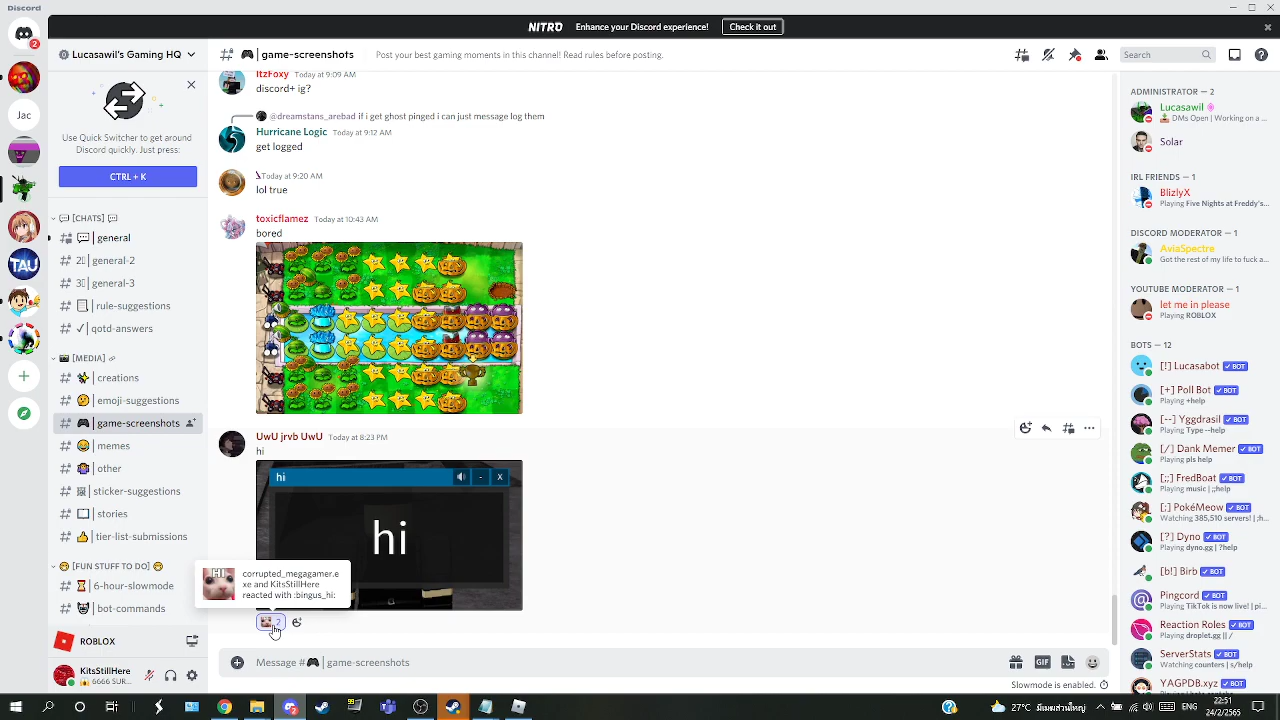 Discord
NITRO Enhance your Discord experience! Check it out
2
Jac
TAU
Lucasawil's Gaming HQ
Use Quick Switcher to get around
Discord quickly. Just press:
CTRL + K
[CHATS]
general
general-2
general-3
rule-suggestions
qotd-answers
[MEDIA]
creations
emoji-suggestions
game-screenshots
memes
other
sticker-suggestions
stories
tier-list-submissions
[FUN STUFF TO DO]
6-hour-slowmode
bot-commands
ROBLOX
KitsStillHere
6666 SUR...
game-screenshots Post your best gaming moments in this channel! Read rules before posting.
Search
ItzFoxy Today at 9:09 AM
discord+ ig?
@dreamstans_arebad if i get ghost pinged i can just message log them
Hurricane Logic Today at 9:12 AM
get logged
Today at 9:20 AM
lol true
toxicflamez Today at 10:43 AM
bored
UwU jrvb UwU Today at 8:23 PM
hi
hi - X
hi
HI
corrupted_megagamer.e
xe and KitsStillHere
reacted with :bingus_hi:
2
Message # game-screenshots
GIF
Slowmode is enabled.
ADMINISTRATOR — 2
Lucasawil
DMs Open | Working on a ...
Solar
IRL FRIENDS — 1
BlizlyX
Playing Five Nights at Freddy's...
DISCORD MODERATOR — 1
AviaSpectre
Got the rest of my life to fuck a...
YOUTUBE MODERATOR — 1
let me in please
Playing ROBLOX
BOTS — 12
[!] Lucasabot BOT
[+] Poll Bot BOT
Playing +help
[--] Yggdrasil BOT
Playing Type --help
[/] Dank Memer BOT
Playing pls help
[;;] FredBoat BOT
Playing music | ;;help
[;] PokéMeow BOT
Watching 385,510 servers! | ;h...
[?] Dyno BOT
Playing dyno.gg | ?help
[b!] Birb BOT
Pingcord BOT
Playing TikTok is now live! | pi...
Reaction Roles BOT
Playing droplet.gg || /
ServerStats BOT
Watching counters | s/help
YAGPDB.xyz BOT
27°C
ENG
24/2/2565